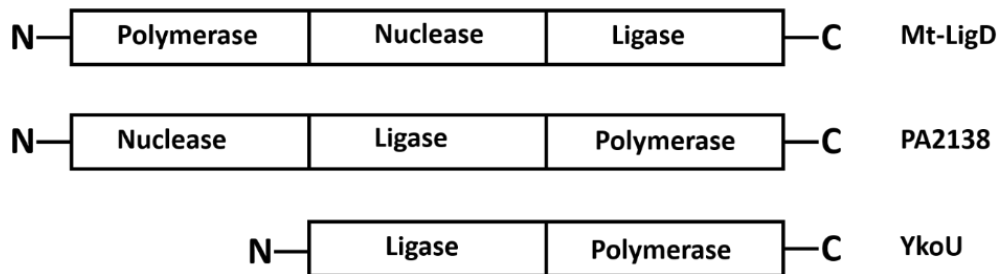 N Polymerase Nuclease Ligase C Mt-LigD
N Nuclease Ligase Polymerase C PA2138
N Ligase Polymerase C YkoU